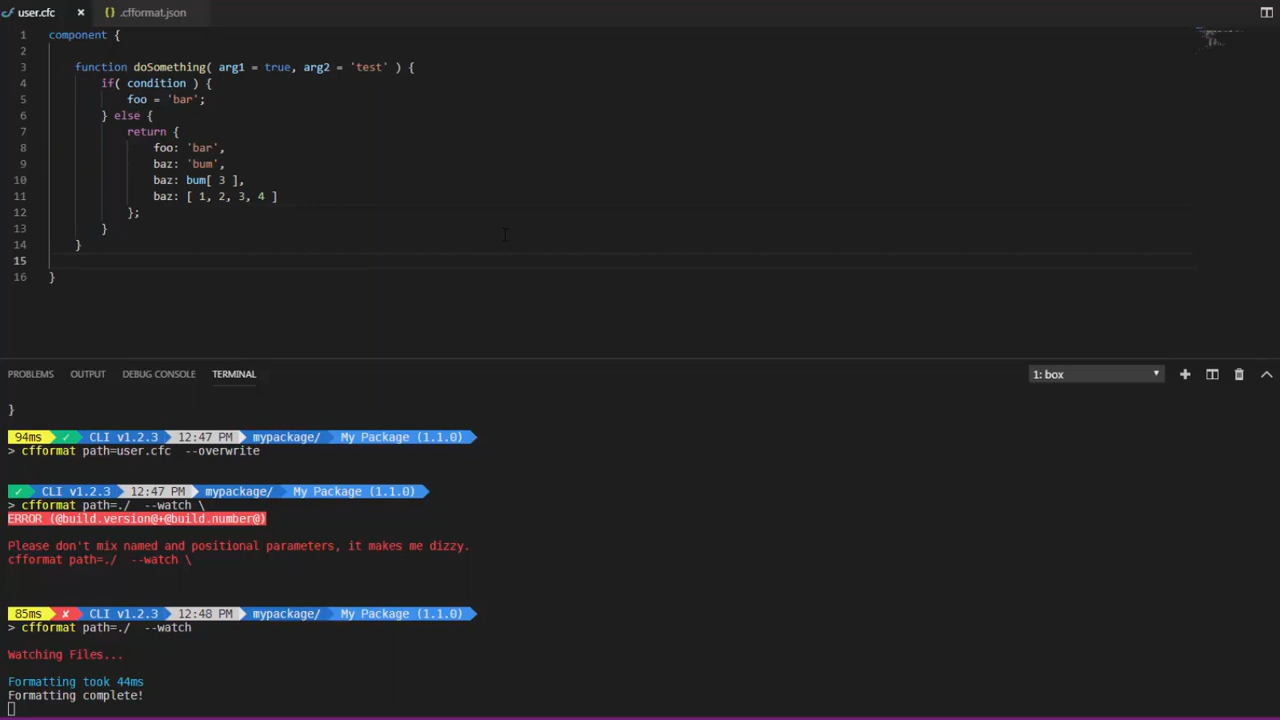 user.cfc × {} .cfformat.json
1 component {
2
3 function doSomething( arg1 = true, arg2 = 'test' ) {
4 if( condition ) {
5 foo = 'bar';
6 } else {
7 return {
8 foo: 'bar',
9 baz: 'bum',
10 baz: bum[ 3 ],
11 baz: [ 1, 2, 3, 4 ]
12 };
13 }
14 }
15
16 }
PROBLEMS OUTPUT DEBUG CONSOLE TERMINAL 1: box
}
94ms ✓ CLI v1.2.3 12:47 PM mypackage/ My Package (1.1.0)
> cfformat path=user.cfc --overwrite
✓ CLI v1.2.3 12:47 PM mypackage/ My Package (1.1.0)
> cfformat path=./ --watch \
ERROR (@build.version@+@build.number@)
Please don't mix named and positional parameters, it makes me dizzy.
cfformat path=./ --watch \
85ms ✘ CLI v1.2.3 12:48 PM mypackage/ My Package (1.1.0)
> cfformat path=./ --watch
Watching Files...
Formatting took 44ms
Formatting complete!